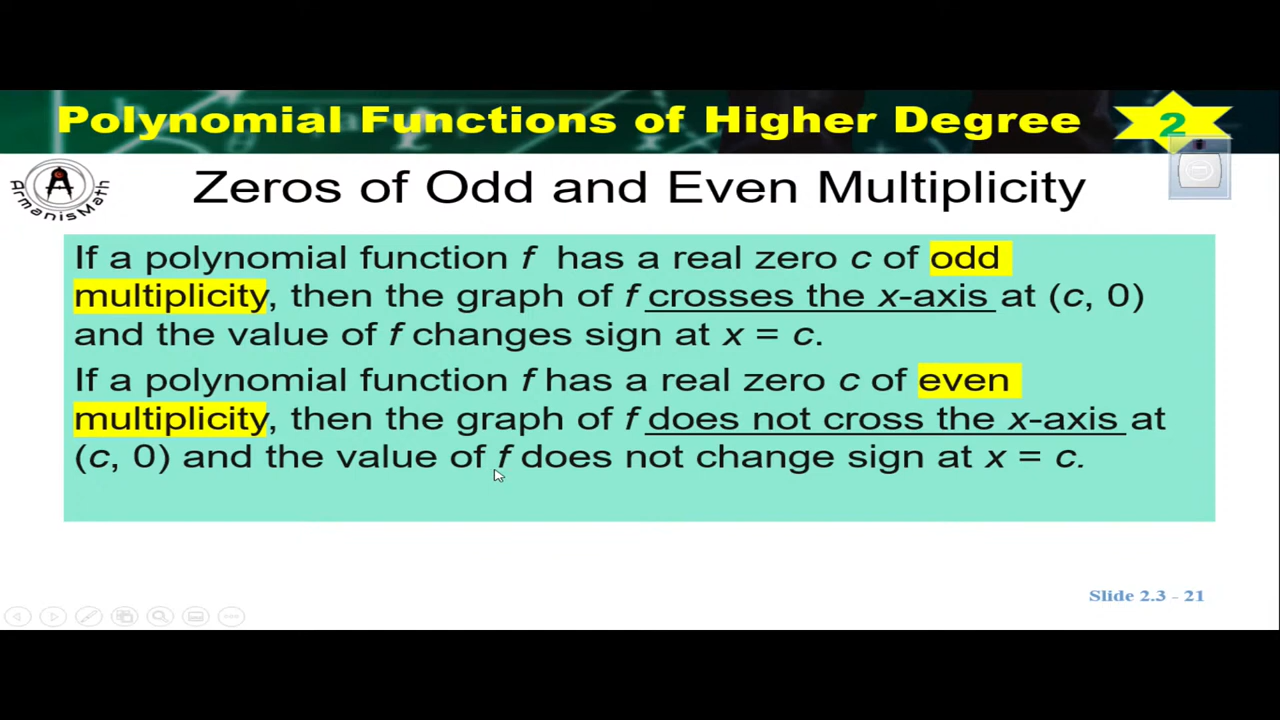 Polynomial Functions of Higher Degree 2
ArmanisMath
Zeros of Odd and Even Multiplicity
If a polynomial function f has a real zero c of odd
multiplicity, then the graph of f crosses the x-axis at (c, 0)
and the value of f changes sign at x = c.
If a polynomial function f has a real zero c of even
multiplicity, then the graph of f does not cross the x-axis at
(c, 0) and the value of f does not change sign at x = c.
Slide 2.3 - 21